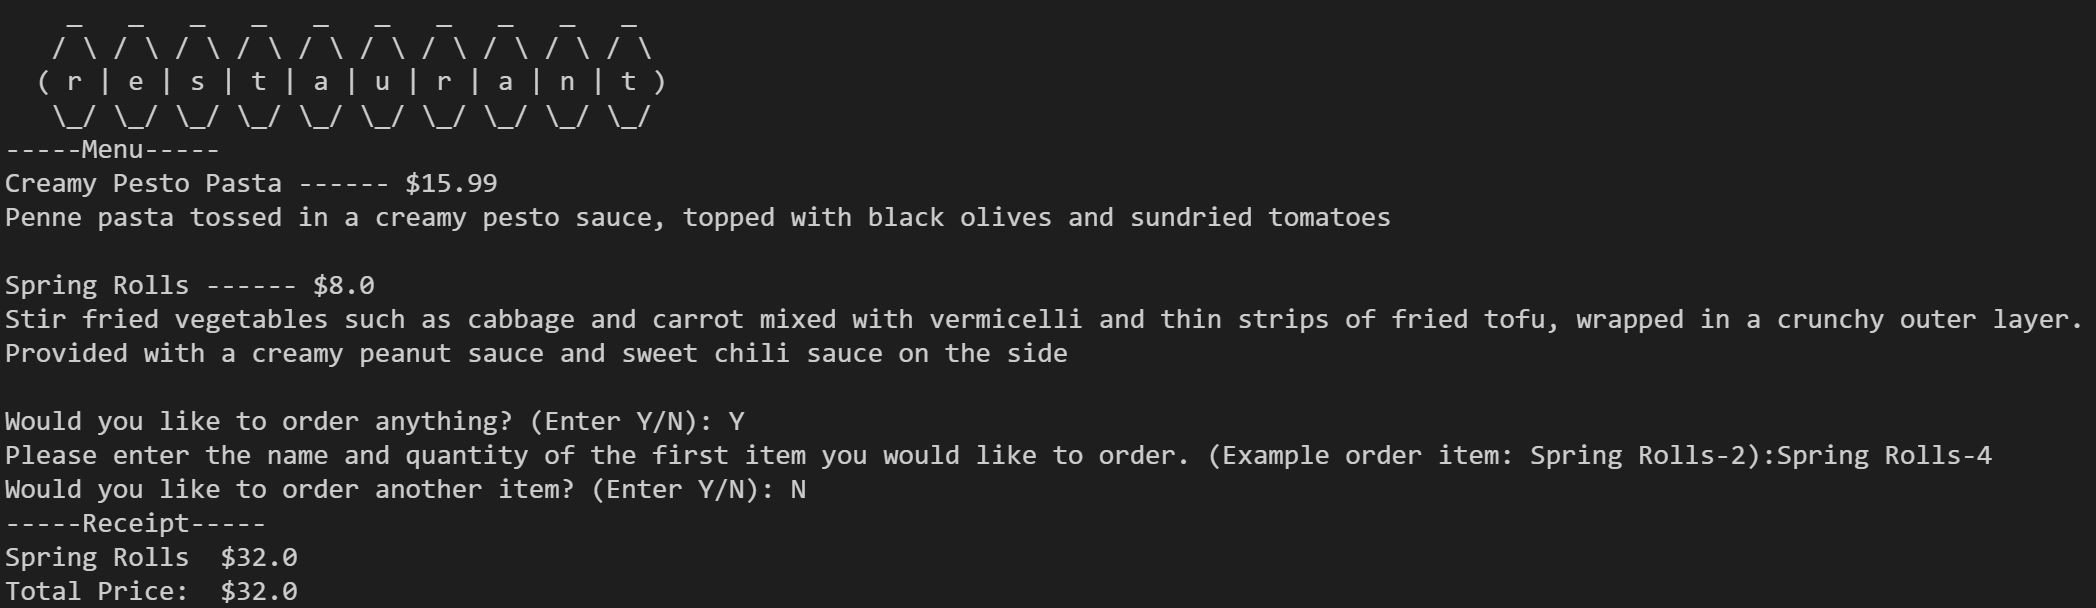 _   _   _   _   _   _   _   _   _   _
 / \ / \ / \ / \ / \ / \ / \ / \ / \ / \
( r | e | s | t | a | u | r | a | n | t )
 \_/ \_/ \_/ \_/ \_/ \_/ \_/ \_/ \_/ \_/
-----Menu-----
Creamy Pesto Pasta ------ $15.99
Penne pasta tossed in a creamy pesto sauce, topped with black olives and sundried tomatoes
Spring Rolls ------ $8.0
Stir fried vegetables such as cabbage and carrot mixed with vermicelli and thin strips of fried tofu, wrapped in a crunchy outer layer.
Provided with a creamy peanut sauce and sweet chili sauce on the side
Would you like to order anything? (Enter Y/N): Y
Please enter the name and quantity of the first item you would like to order. (Example order item: Spring Rolls-2):Spring Rolls-4
Would you like to order another item? (Enter Y/N): N
-----Receipt-----
Spring Rolls  $32.0
Total Price:  $32.0